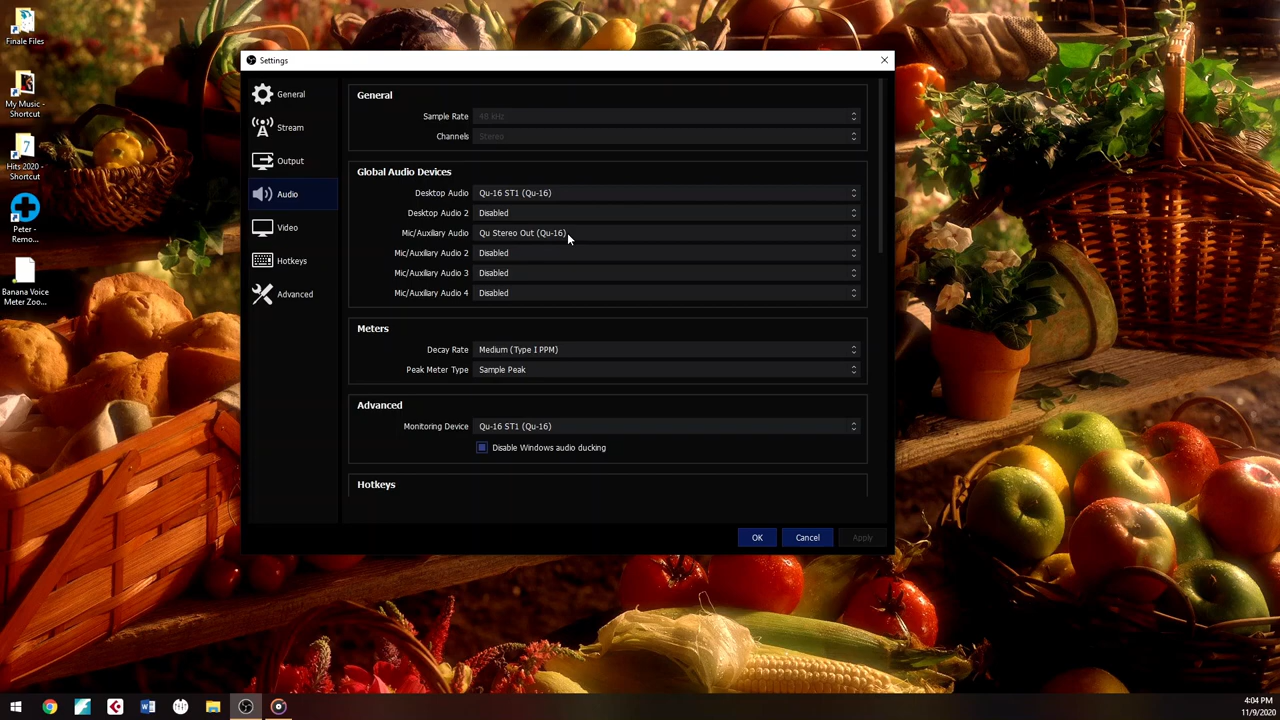 Finale Files
My Music -
Shortcut
7
Hits 2020 -
Shortcut
Peter -
Remo...
Banana Voice
Meter Zoo...
Settings
General
Stream
Output
Audio
Video
Hotkeys
Advanced
General
Sample Rate 48 kHz
Channels Stereo
Global Audio Devices
Desktop Audio Qu-16 ST1 (Qu-16)
Desktop Audio 2 Disabled
Mic/Auxiliary Audio Qu Stereo Out (Qu-16)
Mic/Auxiliary Audio 2 Disabled
Mic/Auxiliary Audio 3 Disabled
Mic/Auxiliary Audio 4 Disabled
Meters
Decay Rate Medium (Type I PPM)
Peak Meter Type Sample Peak
Advanced
Monitoring Device Qu-16 ST1 (Qu-16)
Disable Windows audio ducking
Hotkeys
OK Cancel Apply
4:04 PM
11/9/2020